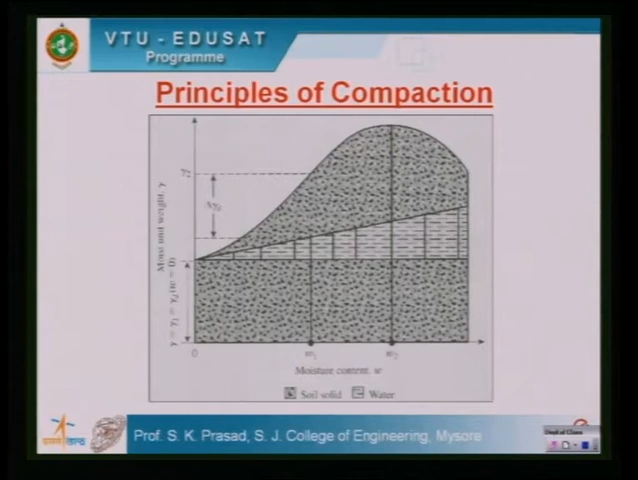 VTU - EDUSAT
Programme
Principles of Compaction
γ₂
Δγd
Moist unit weight, γ
γ = γ₁ = γd(w = 0)
0
w₁
w₂
Moisture content, w
Soil solid
Water
Prof. S. K. Prasad, S. J. College of Engineering, Mysore